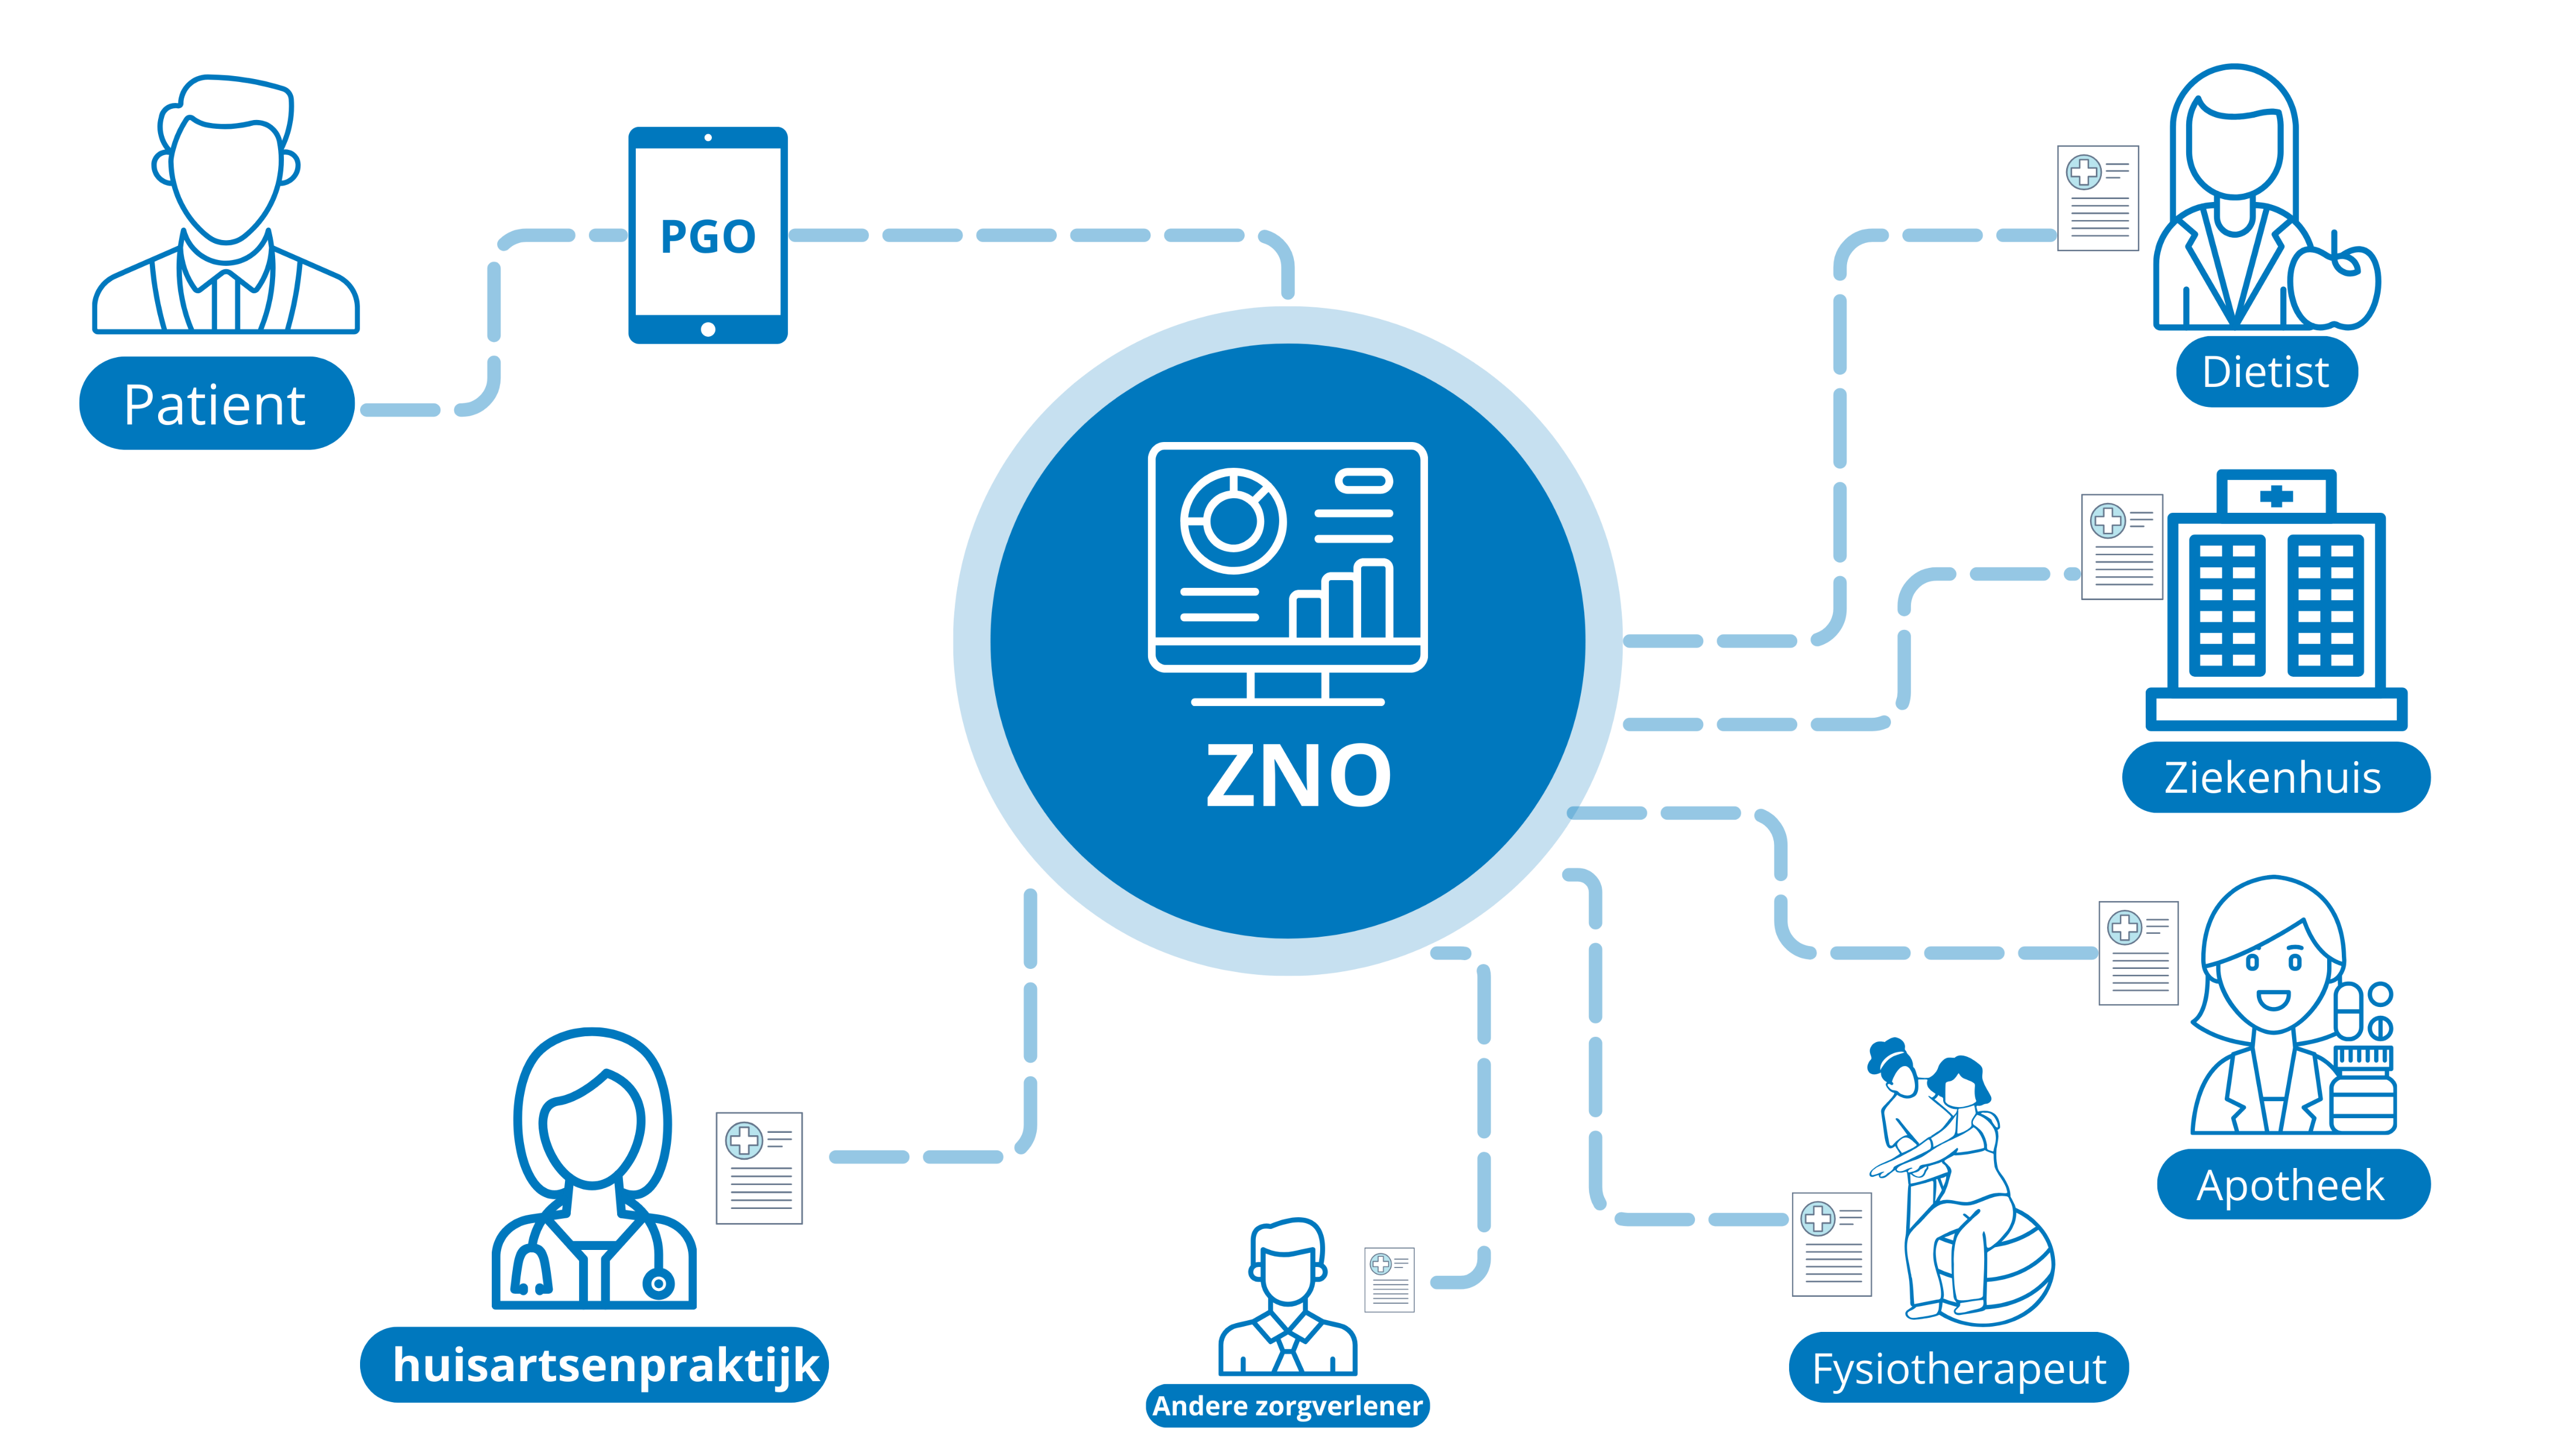 Patient
PGO
Dietist
Ziekenhuis
ZNO
Apotheek
huisartsenpraktijk
Andere zorgverlener
Fysiotherapeut